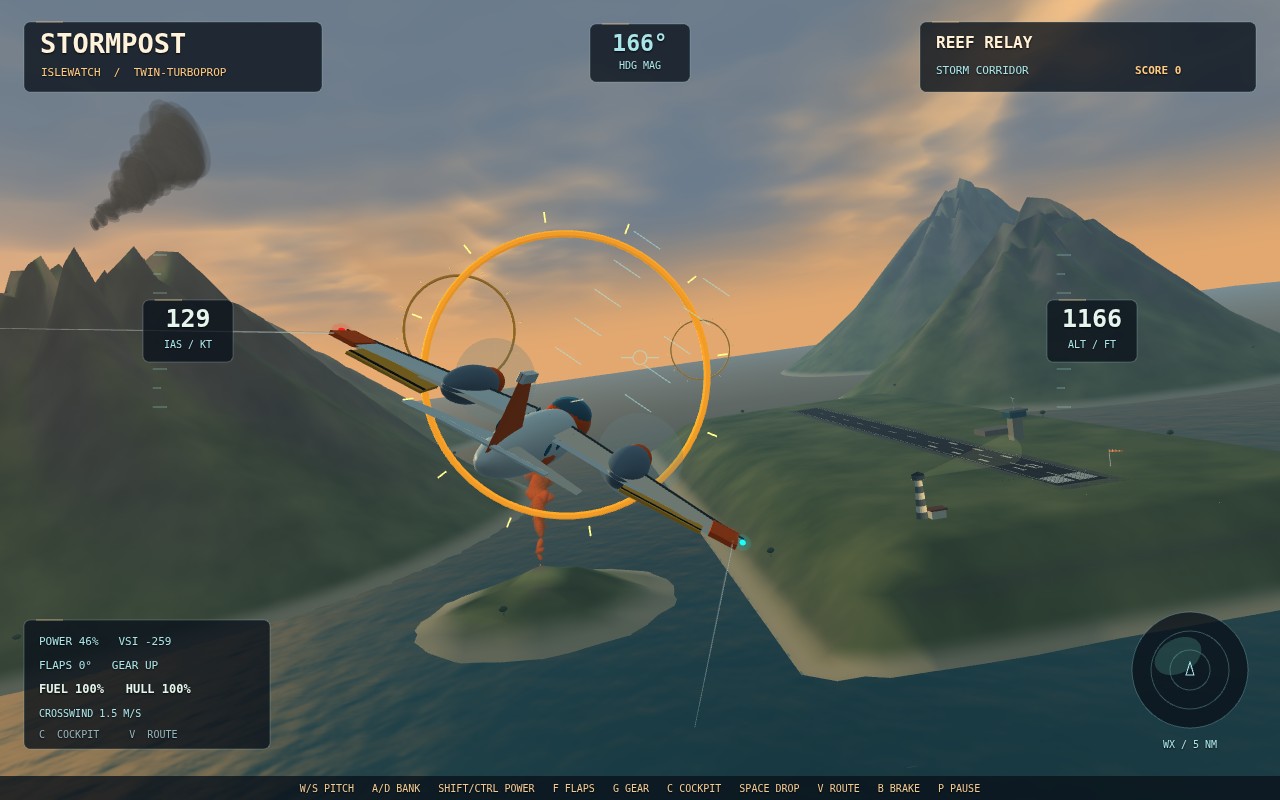 STORMPOST
ISLEWATCH / TWIN-TURBOPROP
166°
HDG MAG
REEF RELAY
STORM CORRIDOR SCORE 0
129
IAS / KT
1166
ALT / FT
POWER 46% VSI -259
FLAPS 0° GEAR UP
FUEL 100% HULL 100%
CROSSWIND 1.5 M/S
C COCKPIT V ROUTE
WX / 5 NM
W/S PITCH A/D BANK SHIFT/CTRL POWER F FLAPS G GEAR C COCKPIT SPACE DROP V ROUTE B BRAKE P PAUSE